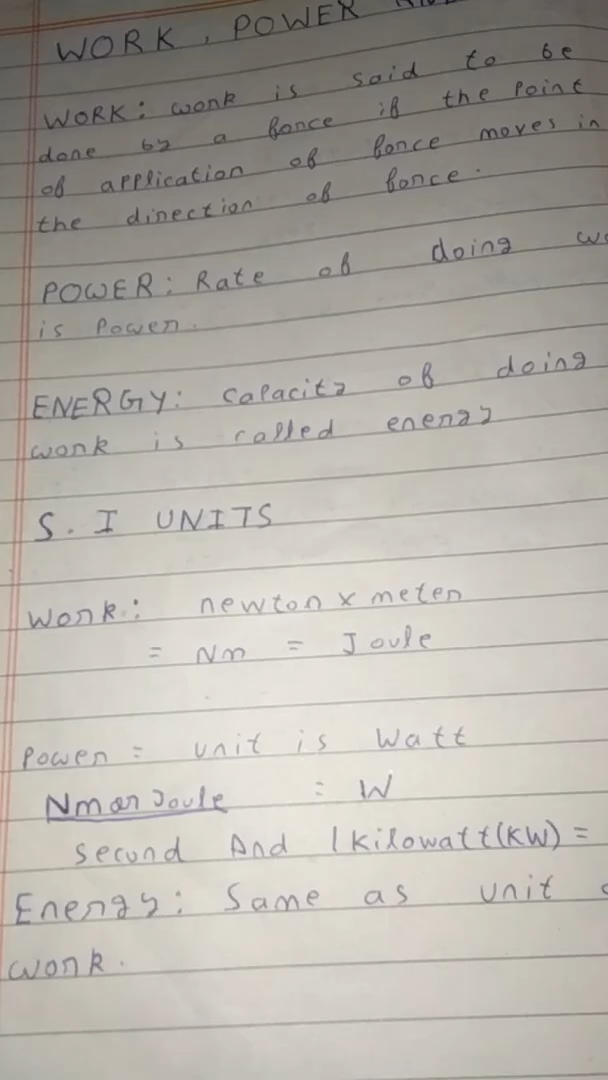 WORK, POWER
WORK: work is said to be
done by a force if the point
of application of force moves in
the direction of force.
POWER: Rate of doing
is Power.
ENERGY: capacity of doing
work is called energy
S. I UNITS
Work: newton x meter
= Nm = Joule
Power = unit is Watt
Nm or Joule = W
second And 1 Kilowatt(KW) =
Energy: Same as unit
work.